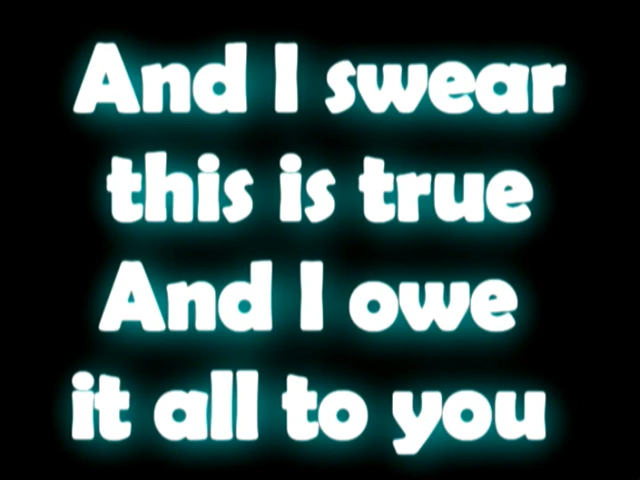 And I swear
this is true
And I owe
it all to you